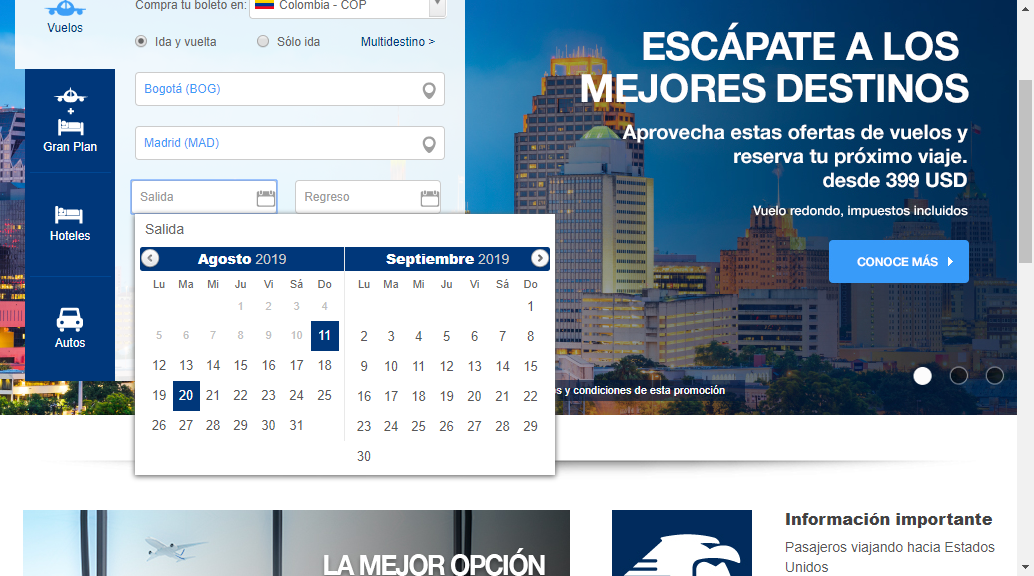 Compra tu boleto en: Colombia - COP
Vuelos
Ida y vuelta Sólo ida Multidestino >
Bogotá (BOG)
Madrid (MAD)
Salida Regreso
Gran Plan
Hoteles
Autos
Salida
Agosto 2019 Septiembre 2019
Lu Ma Mi Ju Vi Sá Do Lu Ma Mi Ju Vi Sá Do
1 2 3 4 1
5 6 7 8 9 10 11 2 3 4 5 6 7 8
12 13 14 15 16 17 18 9 10 11 12 13 14 15
19 20 21 22 23 24 25 16 17 18 19 20 21 22
26 27 28 29 30 31 23 24 25 26 27 28 29
30
ESCÁPATE A LOS
MEJORES DESTINOS
Aprovecha estas ofertas de vuelos y
reserva tu próximo viaje.
desde 399 USD
Vuelo redondo, impuestos incluidos
CONOCE MÁS
s y condiciones de esta promoción
LA MEJOR OPCIÓN
Información importante
Pasajeros viajando hacia Estados
Unidos